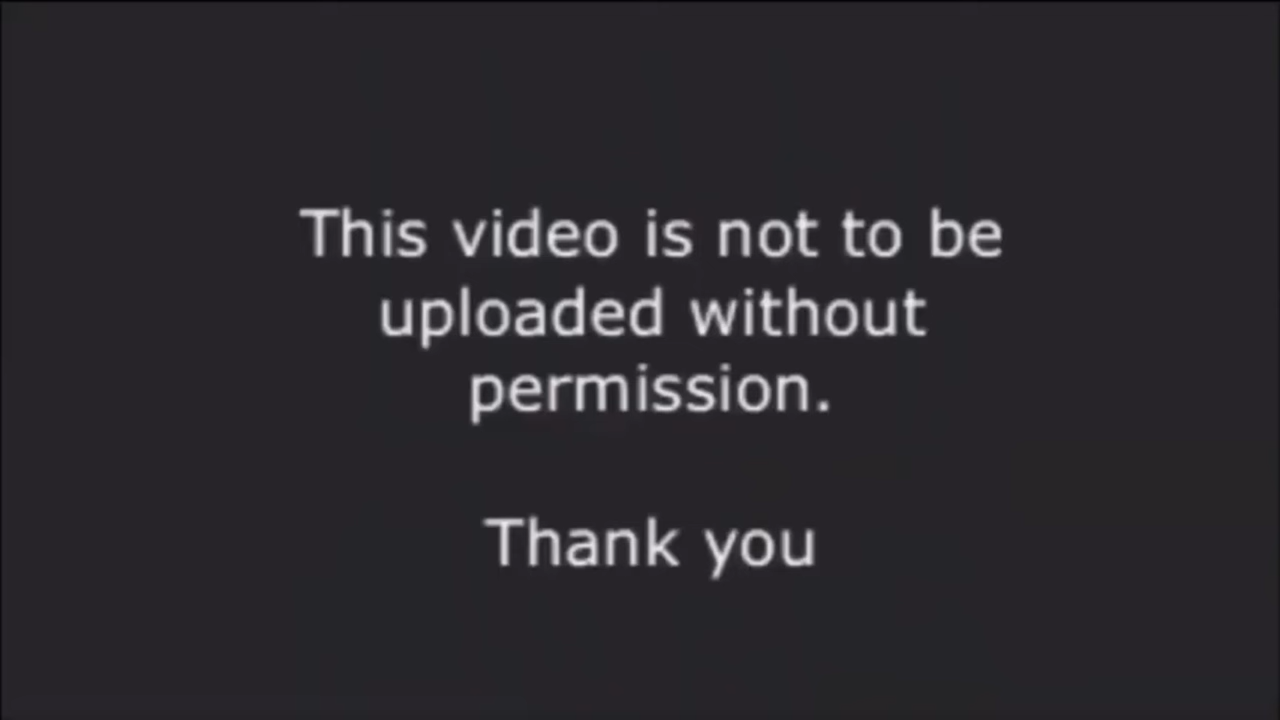 This video is not to be
uploaded without
permission.
Thank you